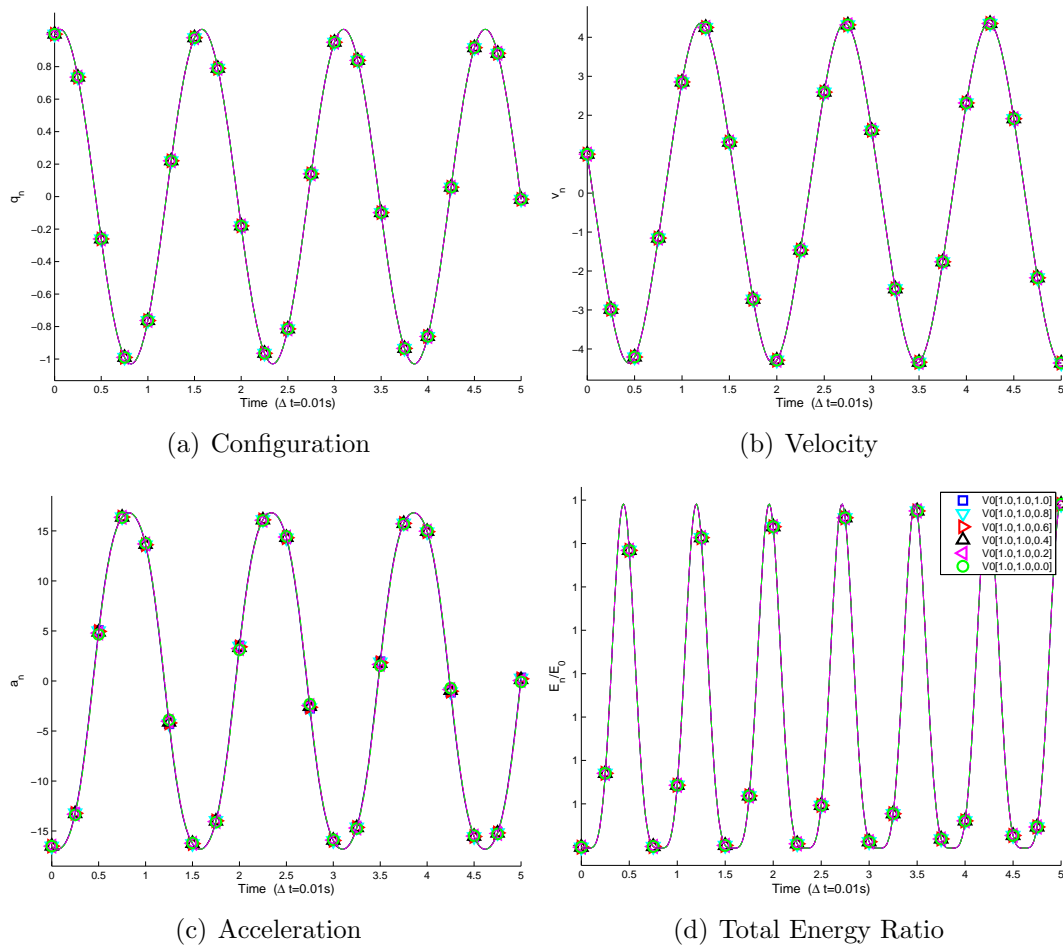 0.8
0.6
0.4
0.2
0
−0.2
−0.4
−0.6
−0.8
−1
q_n
0 0.5 1 1.5 2 2.5 3 3.5 4 4.5 5
Time (Δ t=0.01s)
(a) Configuration
4
3
2
1
0
−1
−2
−3
−4
v_n
0 0.5 1 1.5 2 2.5 3 3.5 4 4.5 5
Time (Δ t=0.01s)
(b) Velocity
15
10
5
0
−5
−10
−15
a_n
0 0.5 1 1.5 2 2.5 3 3.5 4 4.5 5
Time (Δ t=0.01s)
(c) Acceleration
1
1
1
1
1
1
1
1
E_n/E_0
V0[1.0,1.0,1.0]
V0[1.0,1.0,0.8]
V0[1.0,1.0,0.6]
V0[1.0,1.0,0.4]
V0[1.0,1.0,0.2]
V0[1.0,1.0,0.0]
0 0.5 1 1.5 2 2.5 3 3.5 4 4.5 5
Time (Δ t=0.01s)
(d) Total Energy Ratio